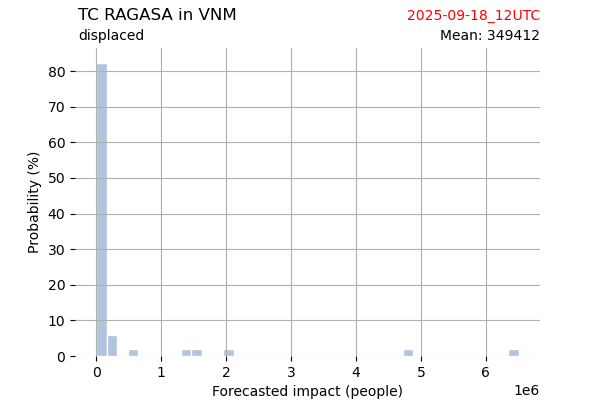 TC RAGASA in VNM
2025-09-18_12UTC
displaced
Mean: 349412
80
70
60
50
40
30
20
10
0
Probability (%)
0 1 2 3 4 5 6
1e6
Forecasted impact (people)